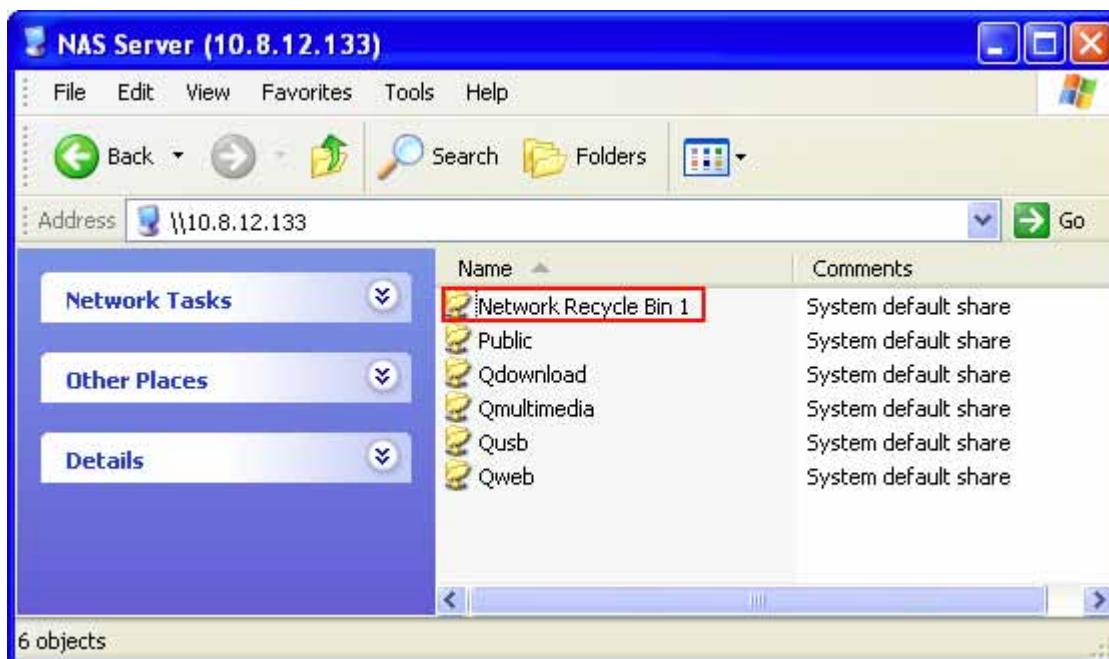 NAS Server (10.8.12.133)
File Edit View Favorites Tools Help
Back Search Folders
Address \\10.8.12.133 Go
Network Tasks
Other Places
Details
Name Comments
Network Recycle Bin 1 System default share
Public System default share
Qdownload System default share
Qmultimedia System default share
Qusb System default share
Qweb System default share
6 objects